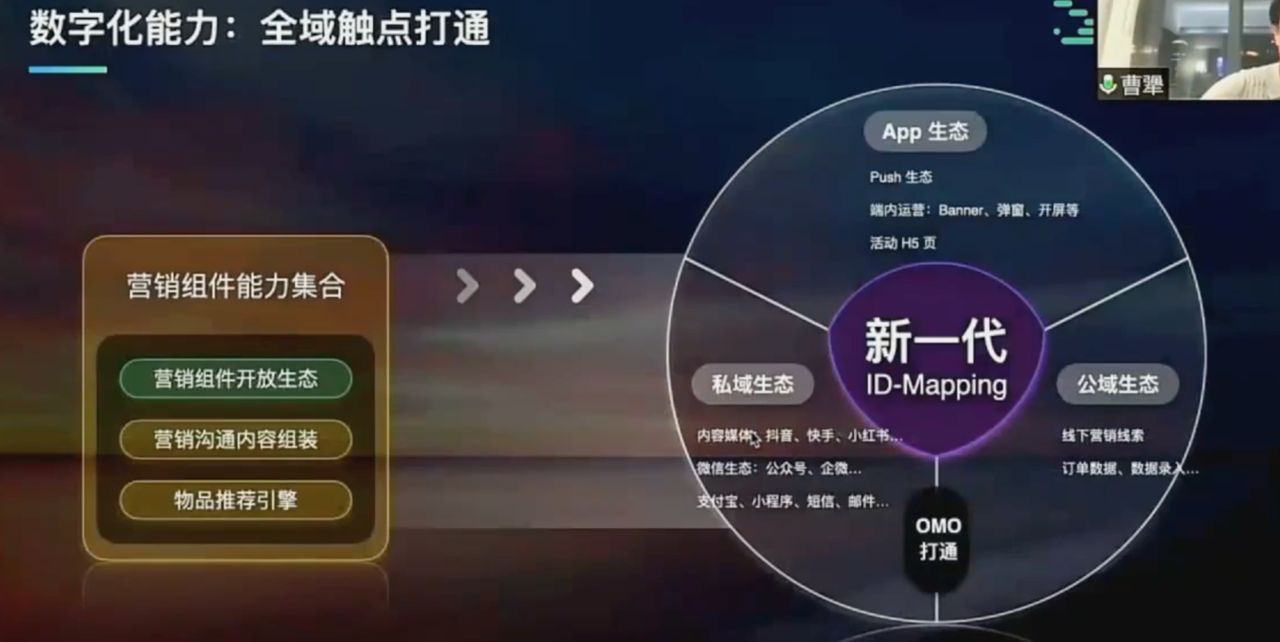 数字化能力：全域触点打通
曹犟
App 生态
Push 生态
端内运营：Banner、弹窗、开屏等
活动 H5 页
营销组件能力集合
营销组件开放生态
营销沟通内容组装
物品推荐引擎
新一代
ID-Mapping
私域生态
内容媒体：抖音、快手、小红书...
微信生态：公众号、企微...
支付宝、小程序、短信、邮件...
公域生态
线下营销线索
订单数据、数据录入...
OMO
打通